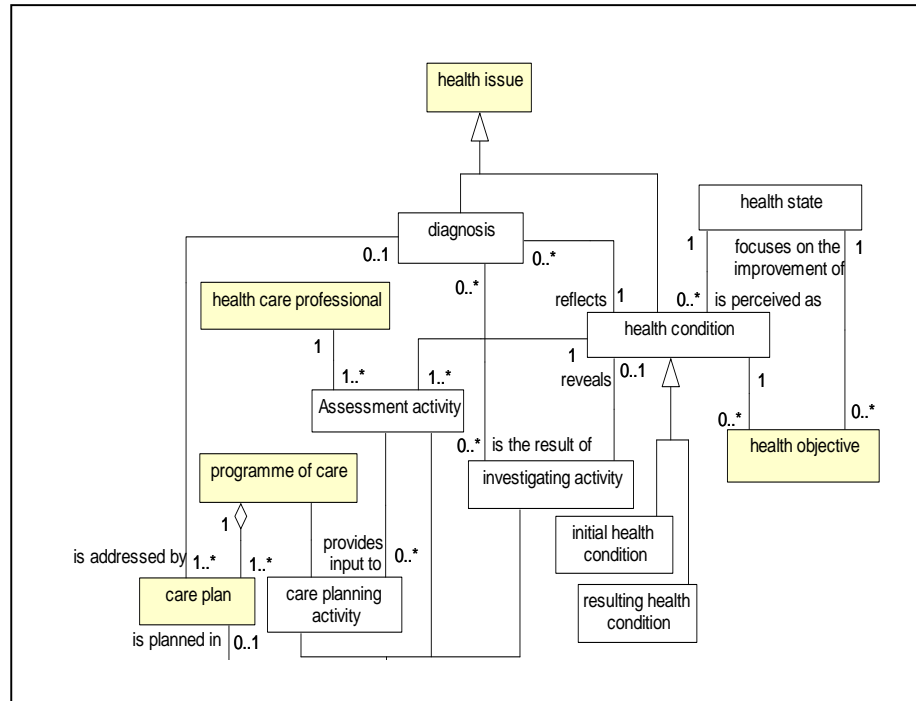 health issue
health state
diagnosis
0..1
0..*
0..*
1
focuses on the
improvement of
1
health care professional
reflects
1
0..*
is perceived as
health condition
1
1..*
1..*
1
reveals
0..1
1
Assessment activity
0..*
0..*
0..*
is the result of
health objective
programme of care
investigating activity
1
provides
input to
0..*
initial health
condition
is addressed by
1..*
1..*
care plan
care planning
activity
resulting health
condition
is planned in
0..1